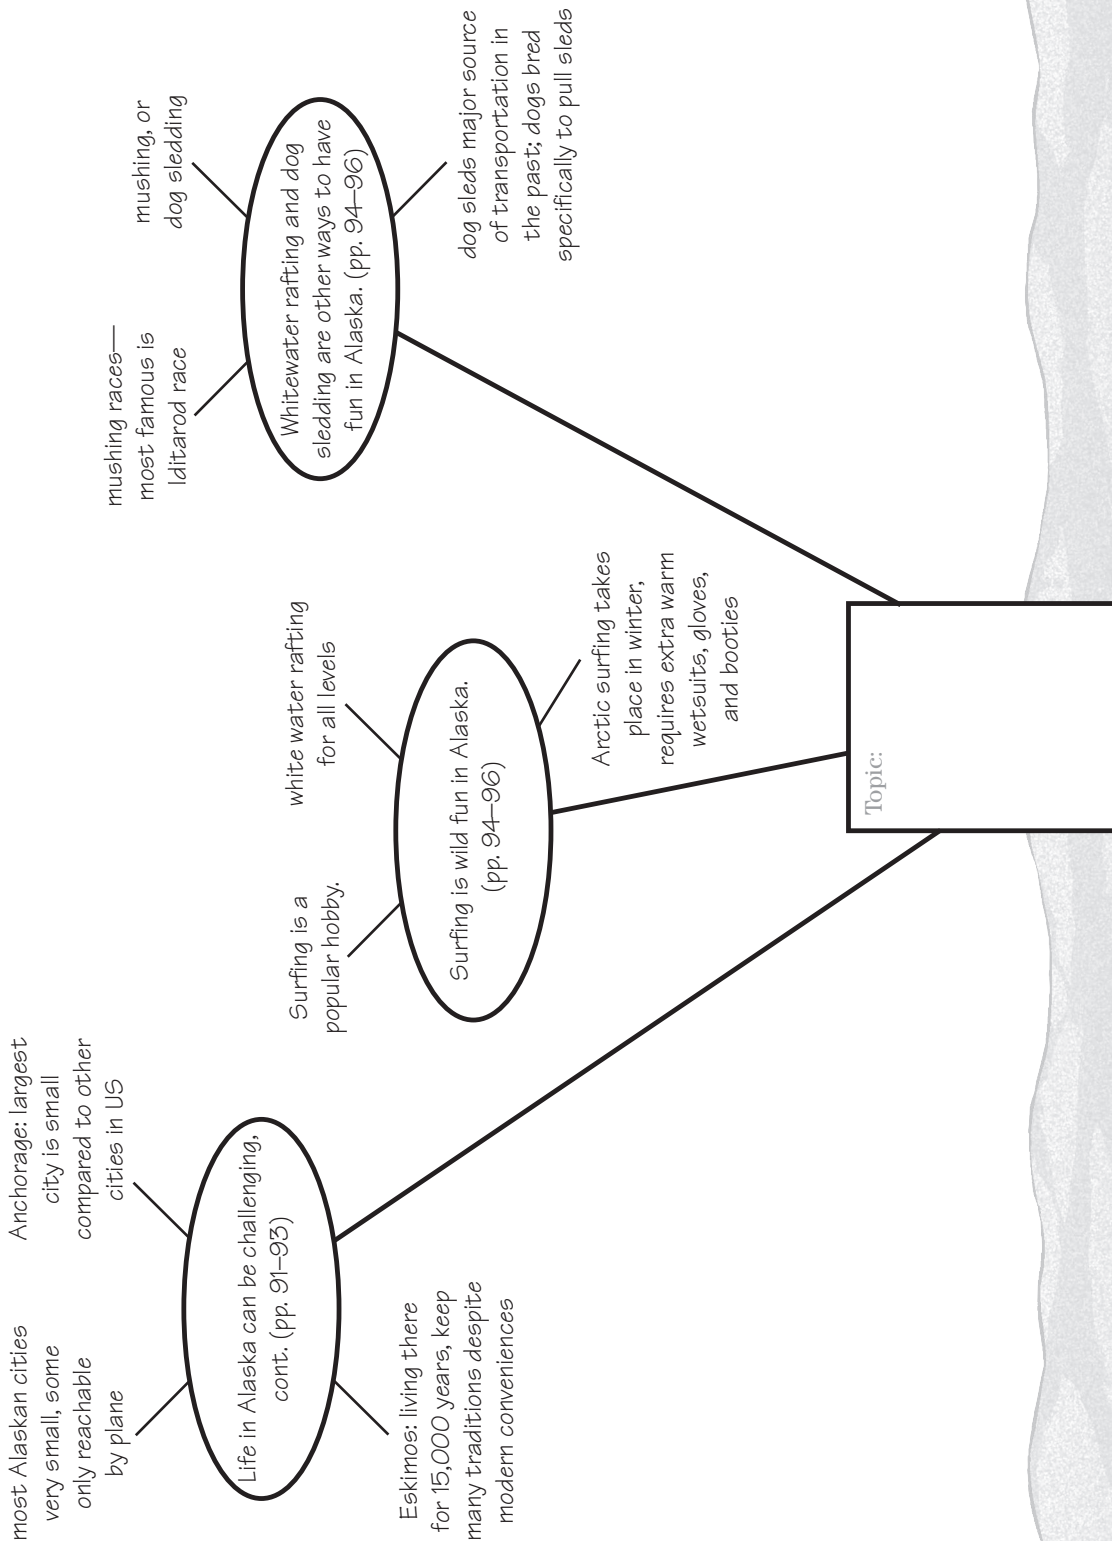 most Alaskan cities
very small, some
only reachable
by plane
Anchorage: largest
city is small
compared to other
cities in US
Life in Alaska can be challenging,
cont. (pp. 91–93)
Eskimos: living there
for 15,000 years, keep
many traditions despite
modern conveniences
Surfing is a
popular hobby.
white water rafting
for all levels
Surfing is wild fun in Alaska.
(pp. 94–96)
Arctic surfing takes
place in winter,
requires extra warm
wetsuits, gloves,
and booties
mushing races—
most famous is
Iditarod race
mushing, or
dog sledding
Whitewater rafting and dog
sledding are other ways to have
fun in Alaska. (pp. 94–96)
dog sleds major source
of transportation in
the past; dogs bred
specifically to pull sleds
Topic: